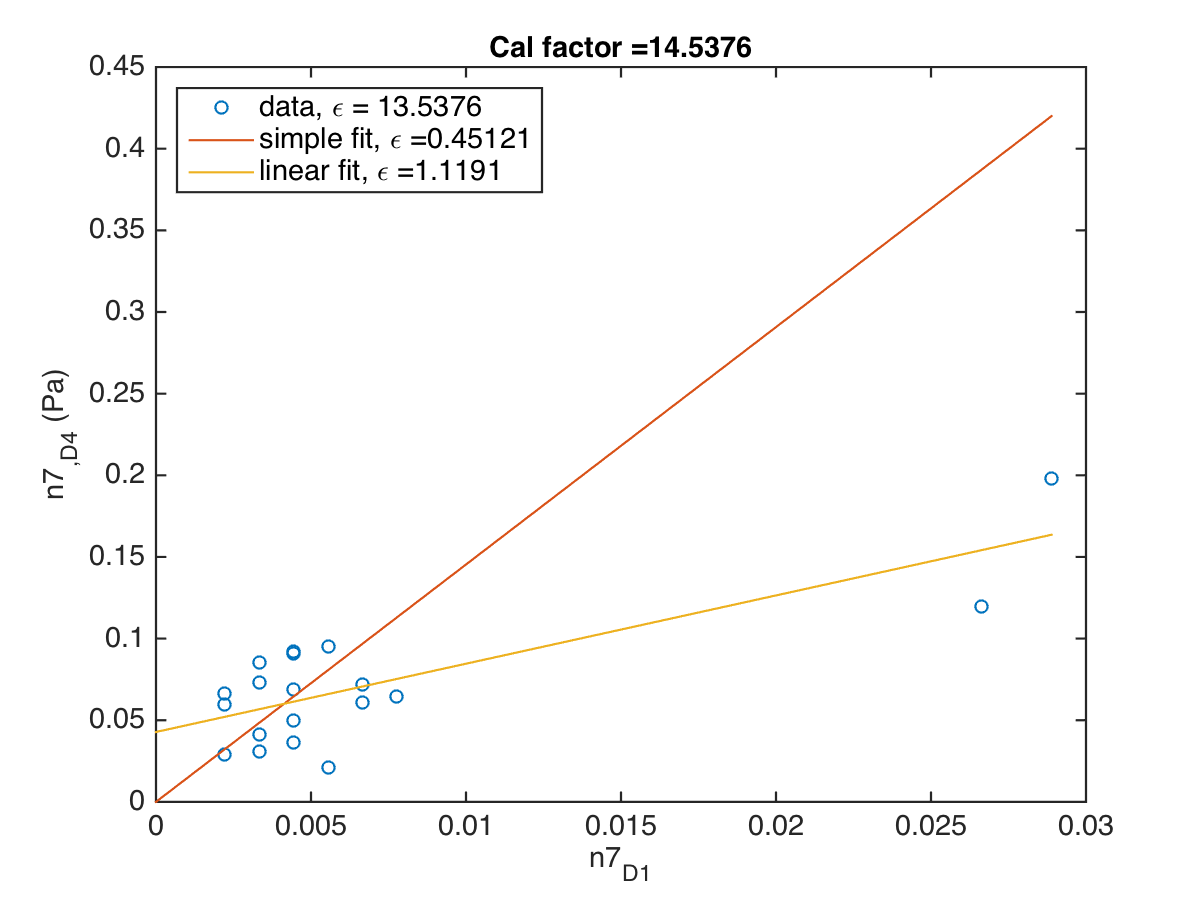 Cal factor =14.5376
0.45
0.4
0.35
0.3
0.25
0.2
0.15
0.1
0.05
0
data, ϵ = 13.5376
simple fit, ϵ =0.45121
linear fit, ϵ =1.1191
n7,D4 (Pa)
0 0.005 0.01 0.015 0.02 0.025 0.03
n7D1